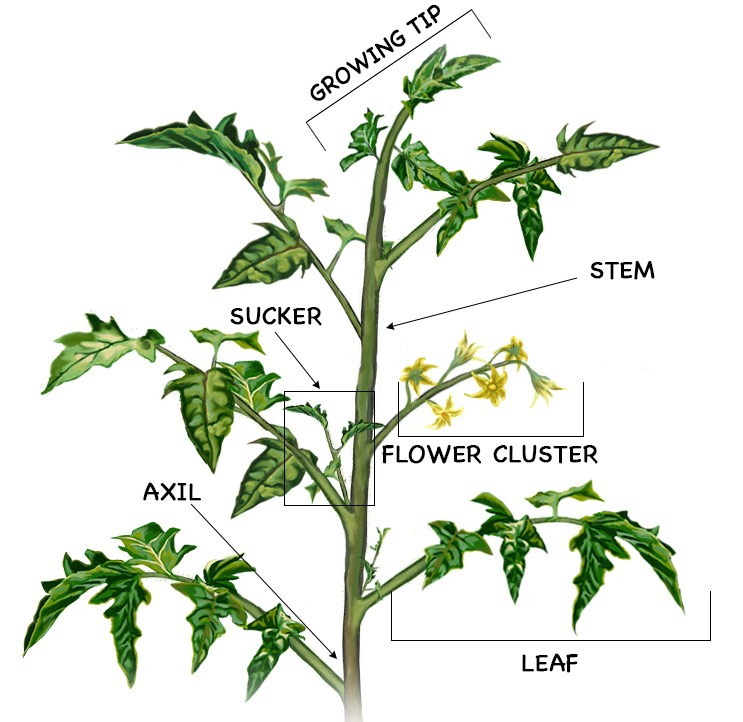 GROWING TIP
STEM
SUCKER
FLOWER CLUSTER
AXIL
LEAF